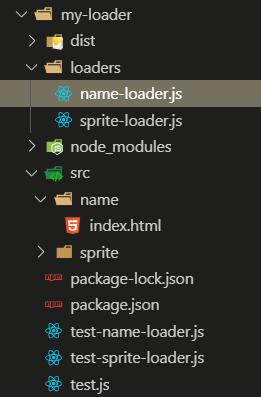 my-loader
dist
loaders
name-loader.js
sprite-loader.js
node_modules
src
name
index.html
sprite
package-lock.json
package.json
test-name-loader.js
test-sprite-loader.js
test.js